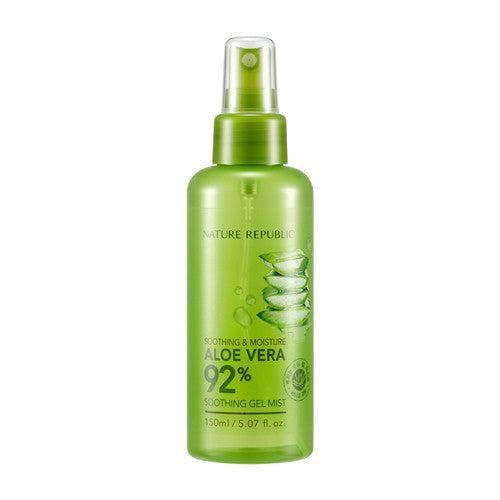 NATURE REPUBLIC
SOOTHING & MOISTURE
ALOE VERA
92%
SOOTHING GEL MIST
150ml / 5.07 fl. oz.